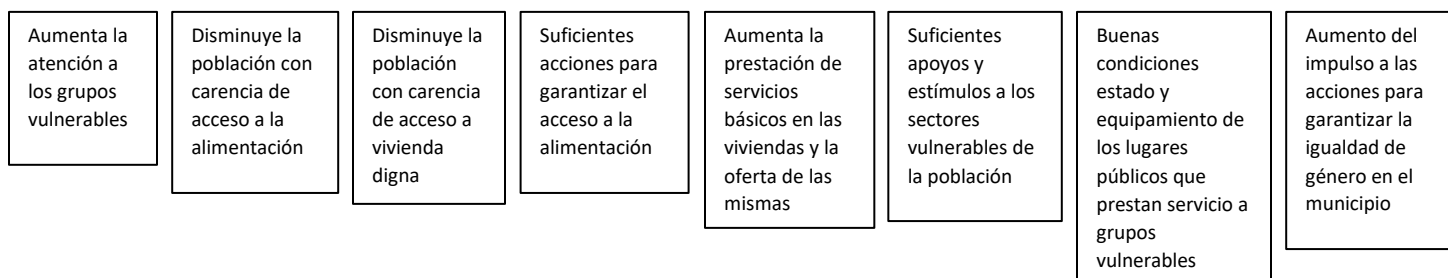 Aumenta la
atención a
los grupos
vulnerables
Disminuye la
población con
carencia de
acceso a la
alimentación
Disminuye la
población
con carencia
de acceso a
vivienda
digna
Suficientes
acciones para
garantizar el
acceso a la
alimentación
Aumenta la
prestación de
servicios
básicos en las
viviendas y la
oferta de las
mismas
Suficientes
apoyos y
estímulos a los
sectores
vulnerables de
la población
Buenas
condiciones
estado y
equipamiento de
los lugares
públicos que
prestan servicio a
grupos
vulnerables
Aumento del
impulso a las
acciones para
garantizar la
igualdad de
género en el
municipio